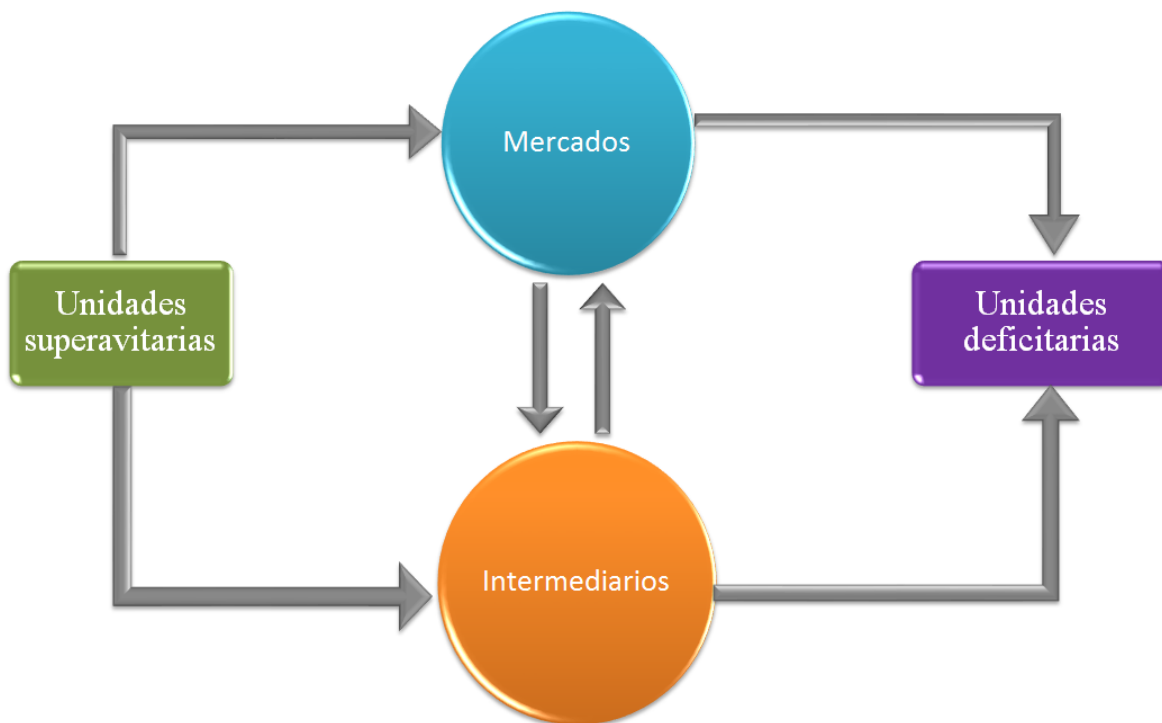 Mercados
Unidades
superavitarias
Unidades
deficitarias
Intermediarios